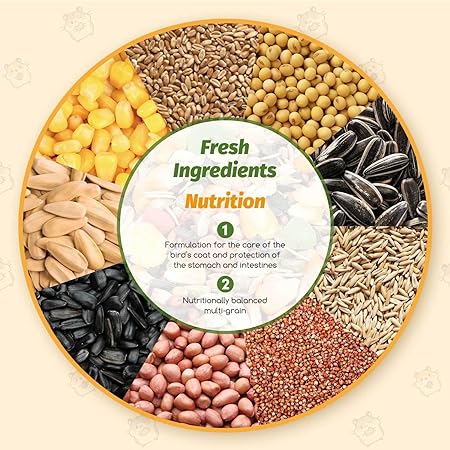 Fresh
Ingredients
Nutrition
1
Formulation for the care of the
bird's coat and protection of
the stomach and intestines
2
Nutritionally balanced
multi-grain